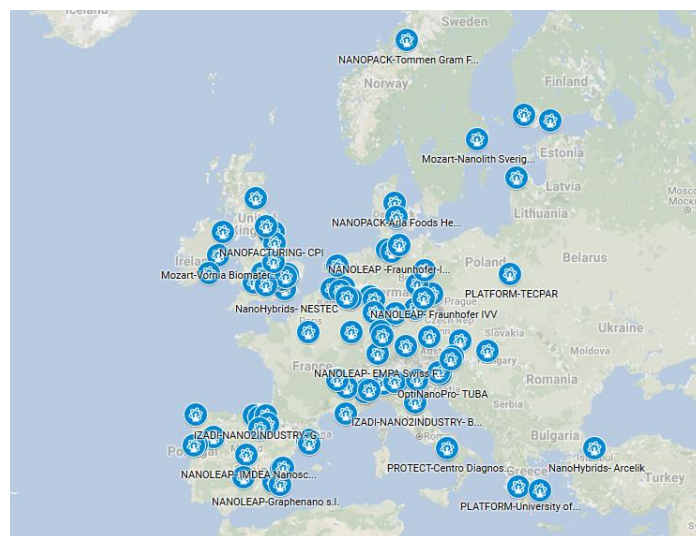 Iceland
Sweden
NANOPACK-Tommen Gram F...
Norway
Finland
Estonia
Mozart-Nanolith Sverig...
Latvia
NANOPACK-Arla Foods He...
Lithuania
NANOFACTURING- CPI
Ireland
Mozart-Vornia Biomater...
NANOLEAP -Fraunhofer-I...
Poland
Belarus
PLATFORM-TECPAR
NanoHybrids- NESTEC
Prague
NANOLEAP- Fraunhofer IVV
Paris
Ukraine
Slovakia
Moldova
France
NANOLEAP- EMPA Swiss F...
Romania
OptiNanoPro- TUBA
Serbia
IZADI-NANO2INDUSTRY- B...
IZADI-NANO2INDUSTRY- G...
Rome
Bulgaria
Istanbul
PROTECT-Centro Diagnos...
NanoHybrids- Arcelik
NANOLEAP- IMDEA Nanosc...
Greece
Turkey
NANOLEAP-Graphenano s.l.
PLATFORM-University of...